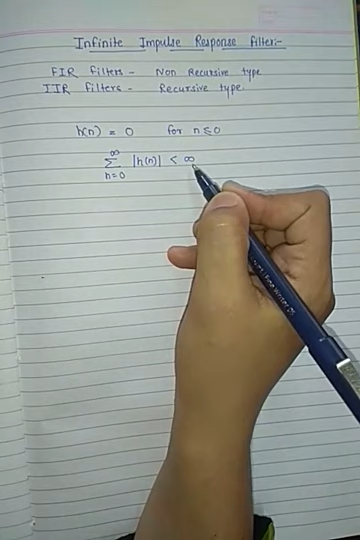 Infinite Impulse Response filter:-
FIR filters - Non Recursive type
IIR filters - Recursive type.
h(n) = 0 for n ≤ 0
∞
∑ |h(n)| < ∞
n=0